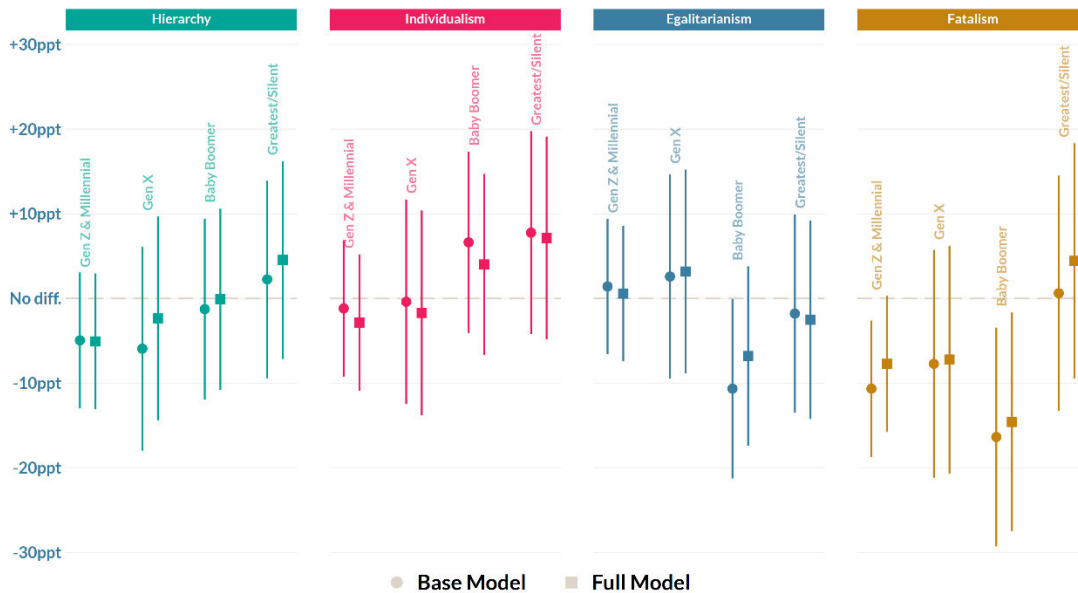 Hierarchy
Individualism
Egalitarianism
Fatalism
+30ppt
+20ppt
+10ppt
No diff.
-10ppt
-20ppt
-30ppt
Gen Z & Millennial
Gen X
Baby Boomer
Greatest/Silent
Gen Z & Millennial
Gen X
Baby Boomer
Greatest/Silent
Gen Z & Millennial
Gen X
Baby Boomer
Greatest/Silent
Gen Z & Millennial
Gen X
Baby Boomer
Greatest/Silent
Base Model
Full Model